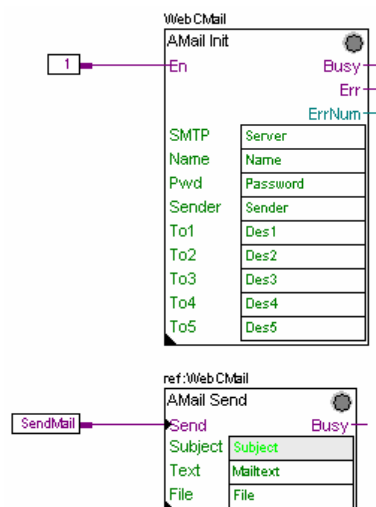 WebCMail
AMail Init
1 En Busy
Err
ErrNum
SMTP Server
Name Name
Pwd Password
Sender Sender
To1 Des1
To2 Des2
To3 Des3
To4 Des4
To5 Des5
ref:WebCMail
AMail Send
SendMail Send Busy
Subject Subject
Text Mailtext
File File